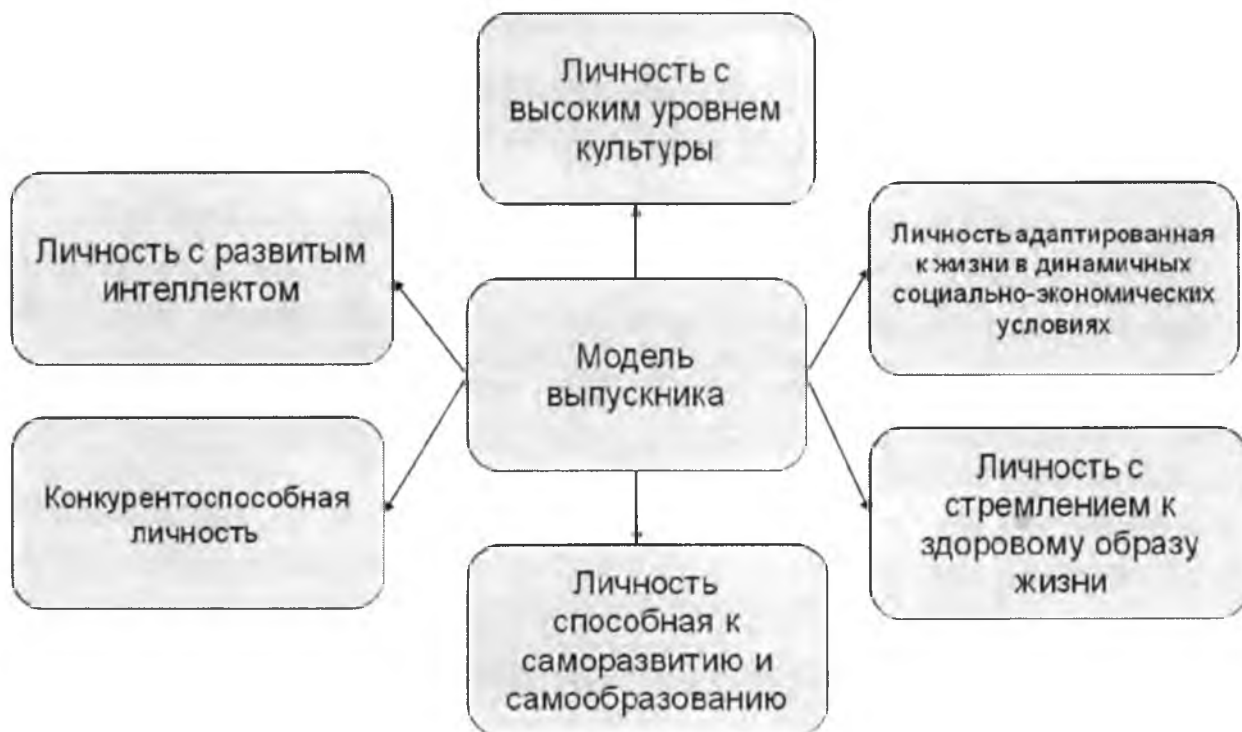 Личность с
высоким уровнем
культуры
Личность с развитым
интеллектом
Личность адаптированная
к жизни в динамичных
социально-экономических
условиях
Модель
выпускника
Конкурентоспособная
личность
Личность с
стремлением к
здоровому образу
жизни
Личность
способная к
саморазвитию и
самообразованию